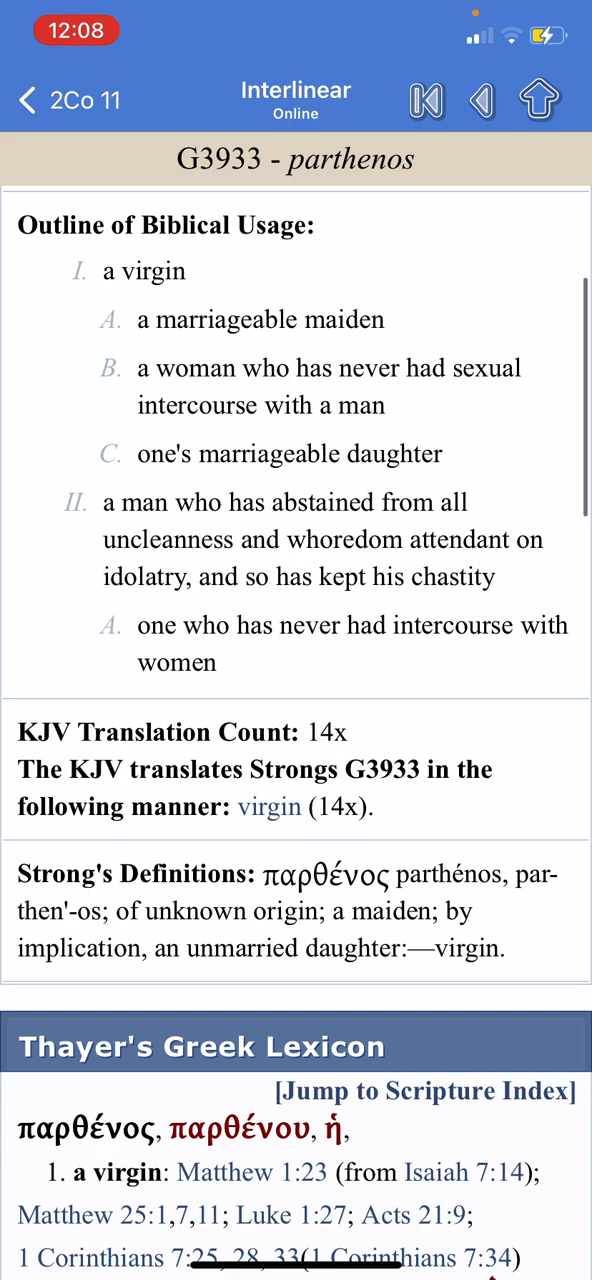 12:08
2Co 11
Interlinear
Online
G3933 - parthenos
Outline of Biblical Usage:
I. a virgin
A. a marriageable maiden
B. a woman who has never had sexual
intercourse with a man
C. one's marriageable daughter
II. a man who has abstained from all
uncleanness and whoredom attendant on
idolatry, and so has kept his chastity
A. one who has never had intercourse with
women
KJV Translation Count: 14x
The KJV translates Strongs G3933 in the
following manner: virgin (14x).
Strong's Definitions: παρθένος parthénos, par-
then'-os; of unknown origin; a maiden; by
implication, an unmarried daughter:—virgin.
Thayer's Greek Lexicon
[Jump to Scripture Index]
παρθένος, παρθένου, ἡ,
1. a virgin: Matthew 1:23 (from Isaiah 7:14);
Matthew 25:1,7,11; Luke 1:27; Acts 21:9;
1 Corinthians 7:25, 28, 33(1 Corinthians 7:34)